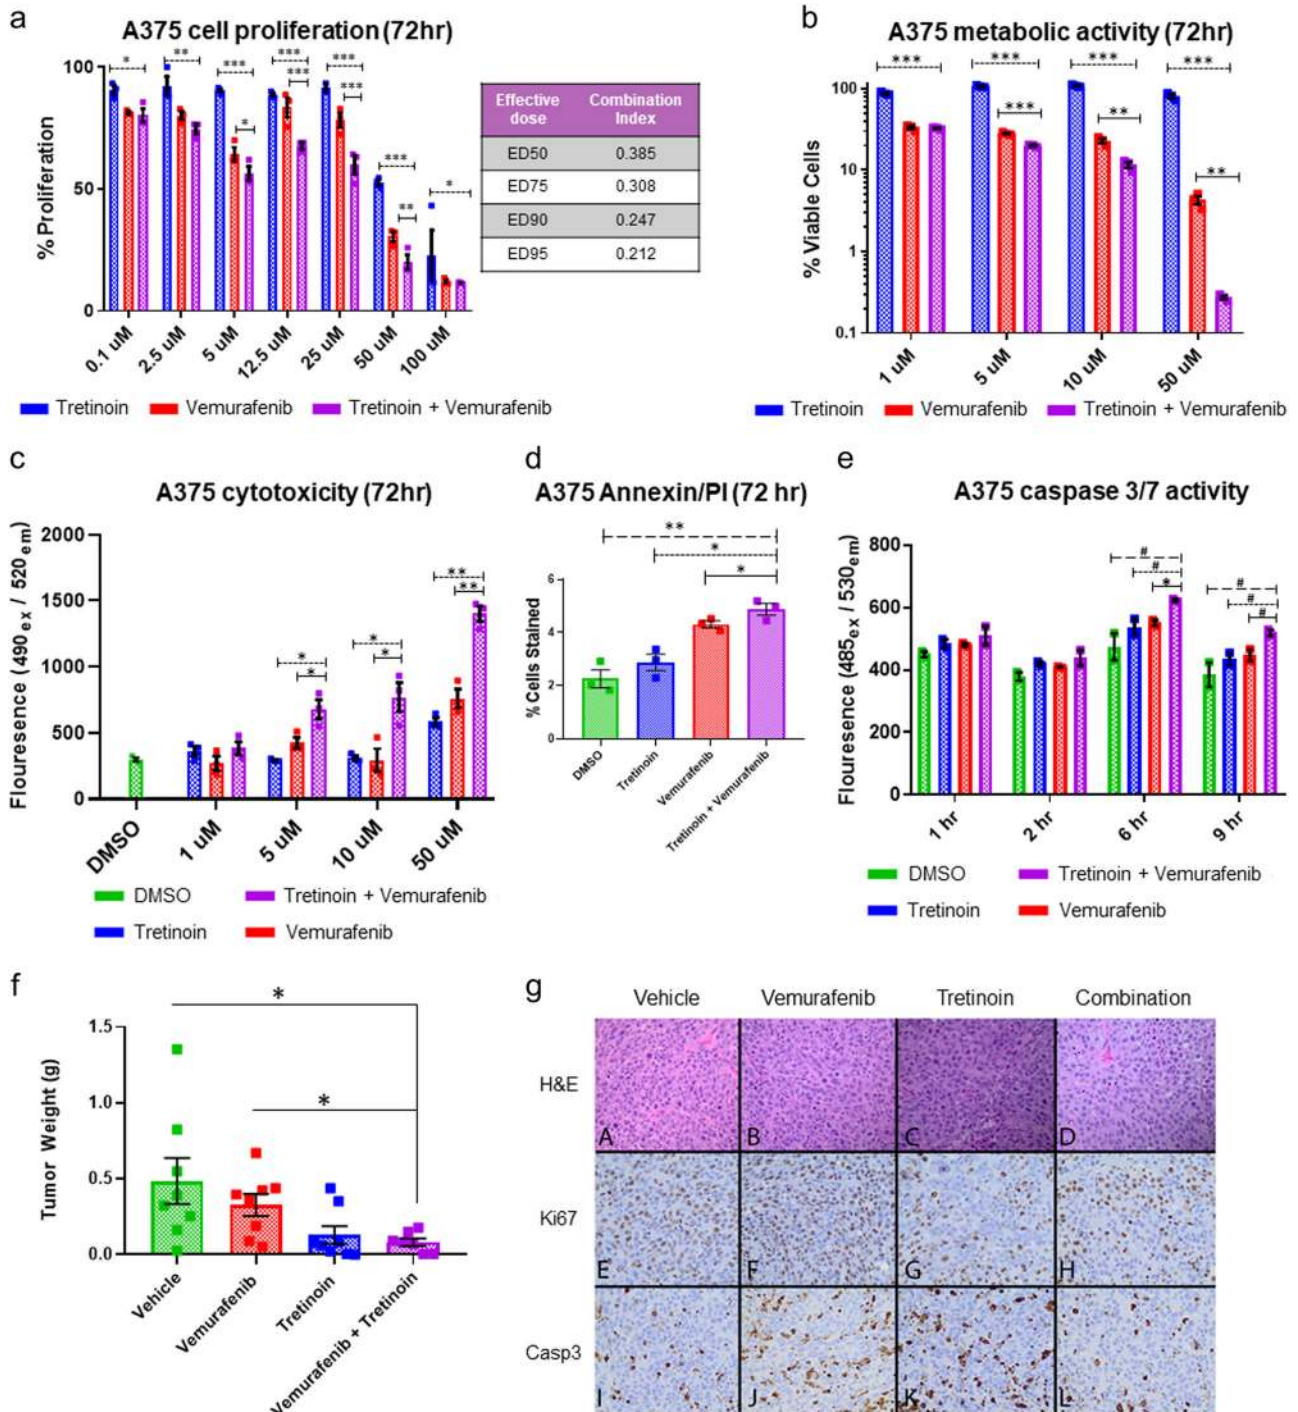 a
A375 cell proliferation (72hr)
* ** *** *** ***
*** ***
*
*** *
**
% Proliferation
100
50
0
0.1 uM 2.5 uM 5 uM 12.5 uM 25 uM 50 uM 100 uM
Tretinoin Vemurafenib Tretinoin + Vemurafenib
Effective dose Combination Index
ED50 0.385
ED75 0.308
ED90 0.247
ED95 0.212
b
A375 metabolic activity (72hr)
*** *** *** ***
*** **
**
% Viable Cells
100
10
1
0.1
1 uM 5 uM 10 uM 50 uM
Tretinoin Vemurafenib Tretinoin + Vemurafenib
c
A375 cytotoxicity (72hr)
Flouresence (490ex / 520em)
2000
1500
1000
500
0
**
**
* *
* *
DMSO 1 uM 5 uM 10 uM 50 uM
DMSO Tretinoin + Vemurafenib
Tretinoin Vemurafenib
d
A375 Annexin/PI (72 hr)
**
*
*
% Cells Stained
6
4
2
0
DMSO Tretinoin Vemurafenib Tretinoin + Vemurafenib
e
A375 caspase 3/7 activity
Flouresence (485ex / 530em)
800
600
400
200
0
# # *
# # #
1 hr 2 hr 6 hr 9 hr
DMSO Tretinoin + Vemurafenib
Tretinoin Vemurafenib
f
*
*
Tumor Weight (g)
1.5
1.0
0.5
0.0
Vehicle Vemurafenib Tretinoin Vemurafenib + Tretinoin
g
Vehicle Vemurafenib Tretinoin Combination
H&E
A B C D
Ki67
E F G H
Casp3
I J K L